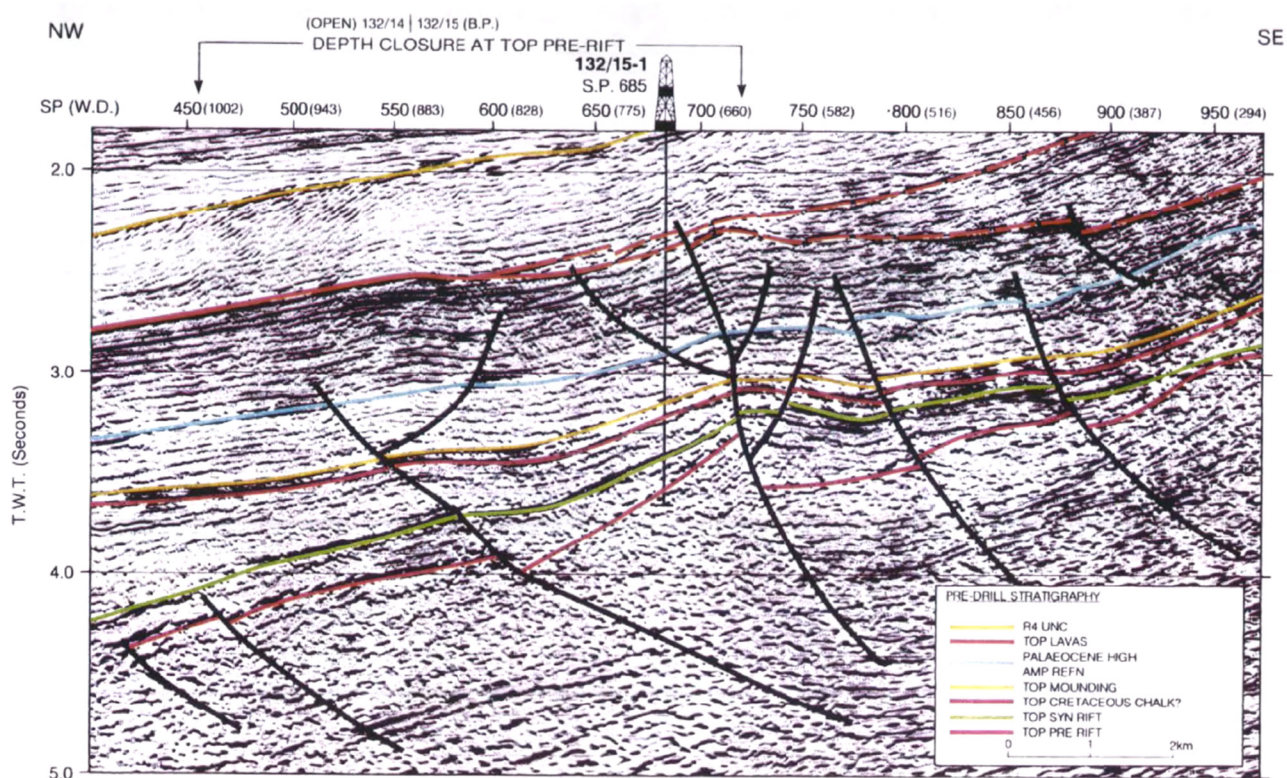 NW
(OPEN) 132/14 | 132/15 (B.P.)
DEPTH CLOSURE AT TOP PRE-RIFT
SE
132/15-1
S.P. 685
SP (W.D.) 450(1002) 500(943) 550(883) 600(828) 650(775) 700(660) 750(582) 800(516) 850(456) 900(387) 950(294)
2.0
3.0
4.0
5.0
T.W.T. (Seconds)
PRE-DRILL STRATIGRAPHY
R4 UNC
TOP LAVAS
PALAEOCENE HIGH
AMP REFN
TOP MOUNDING
TOP CRETACEOUS CHALK?
TOP SYN RIFT
TOP PRE RIFT
0 1 2km